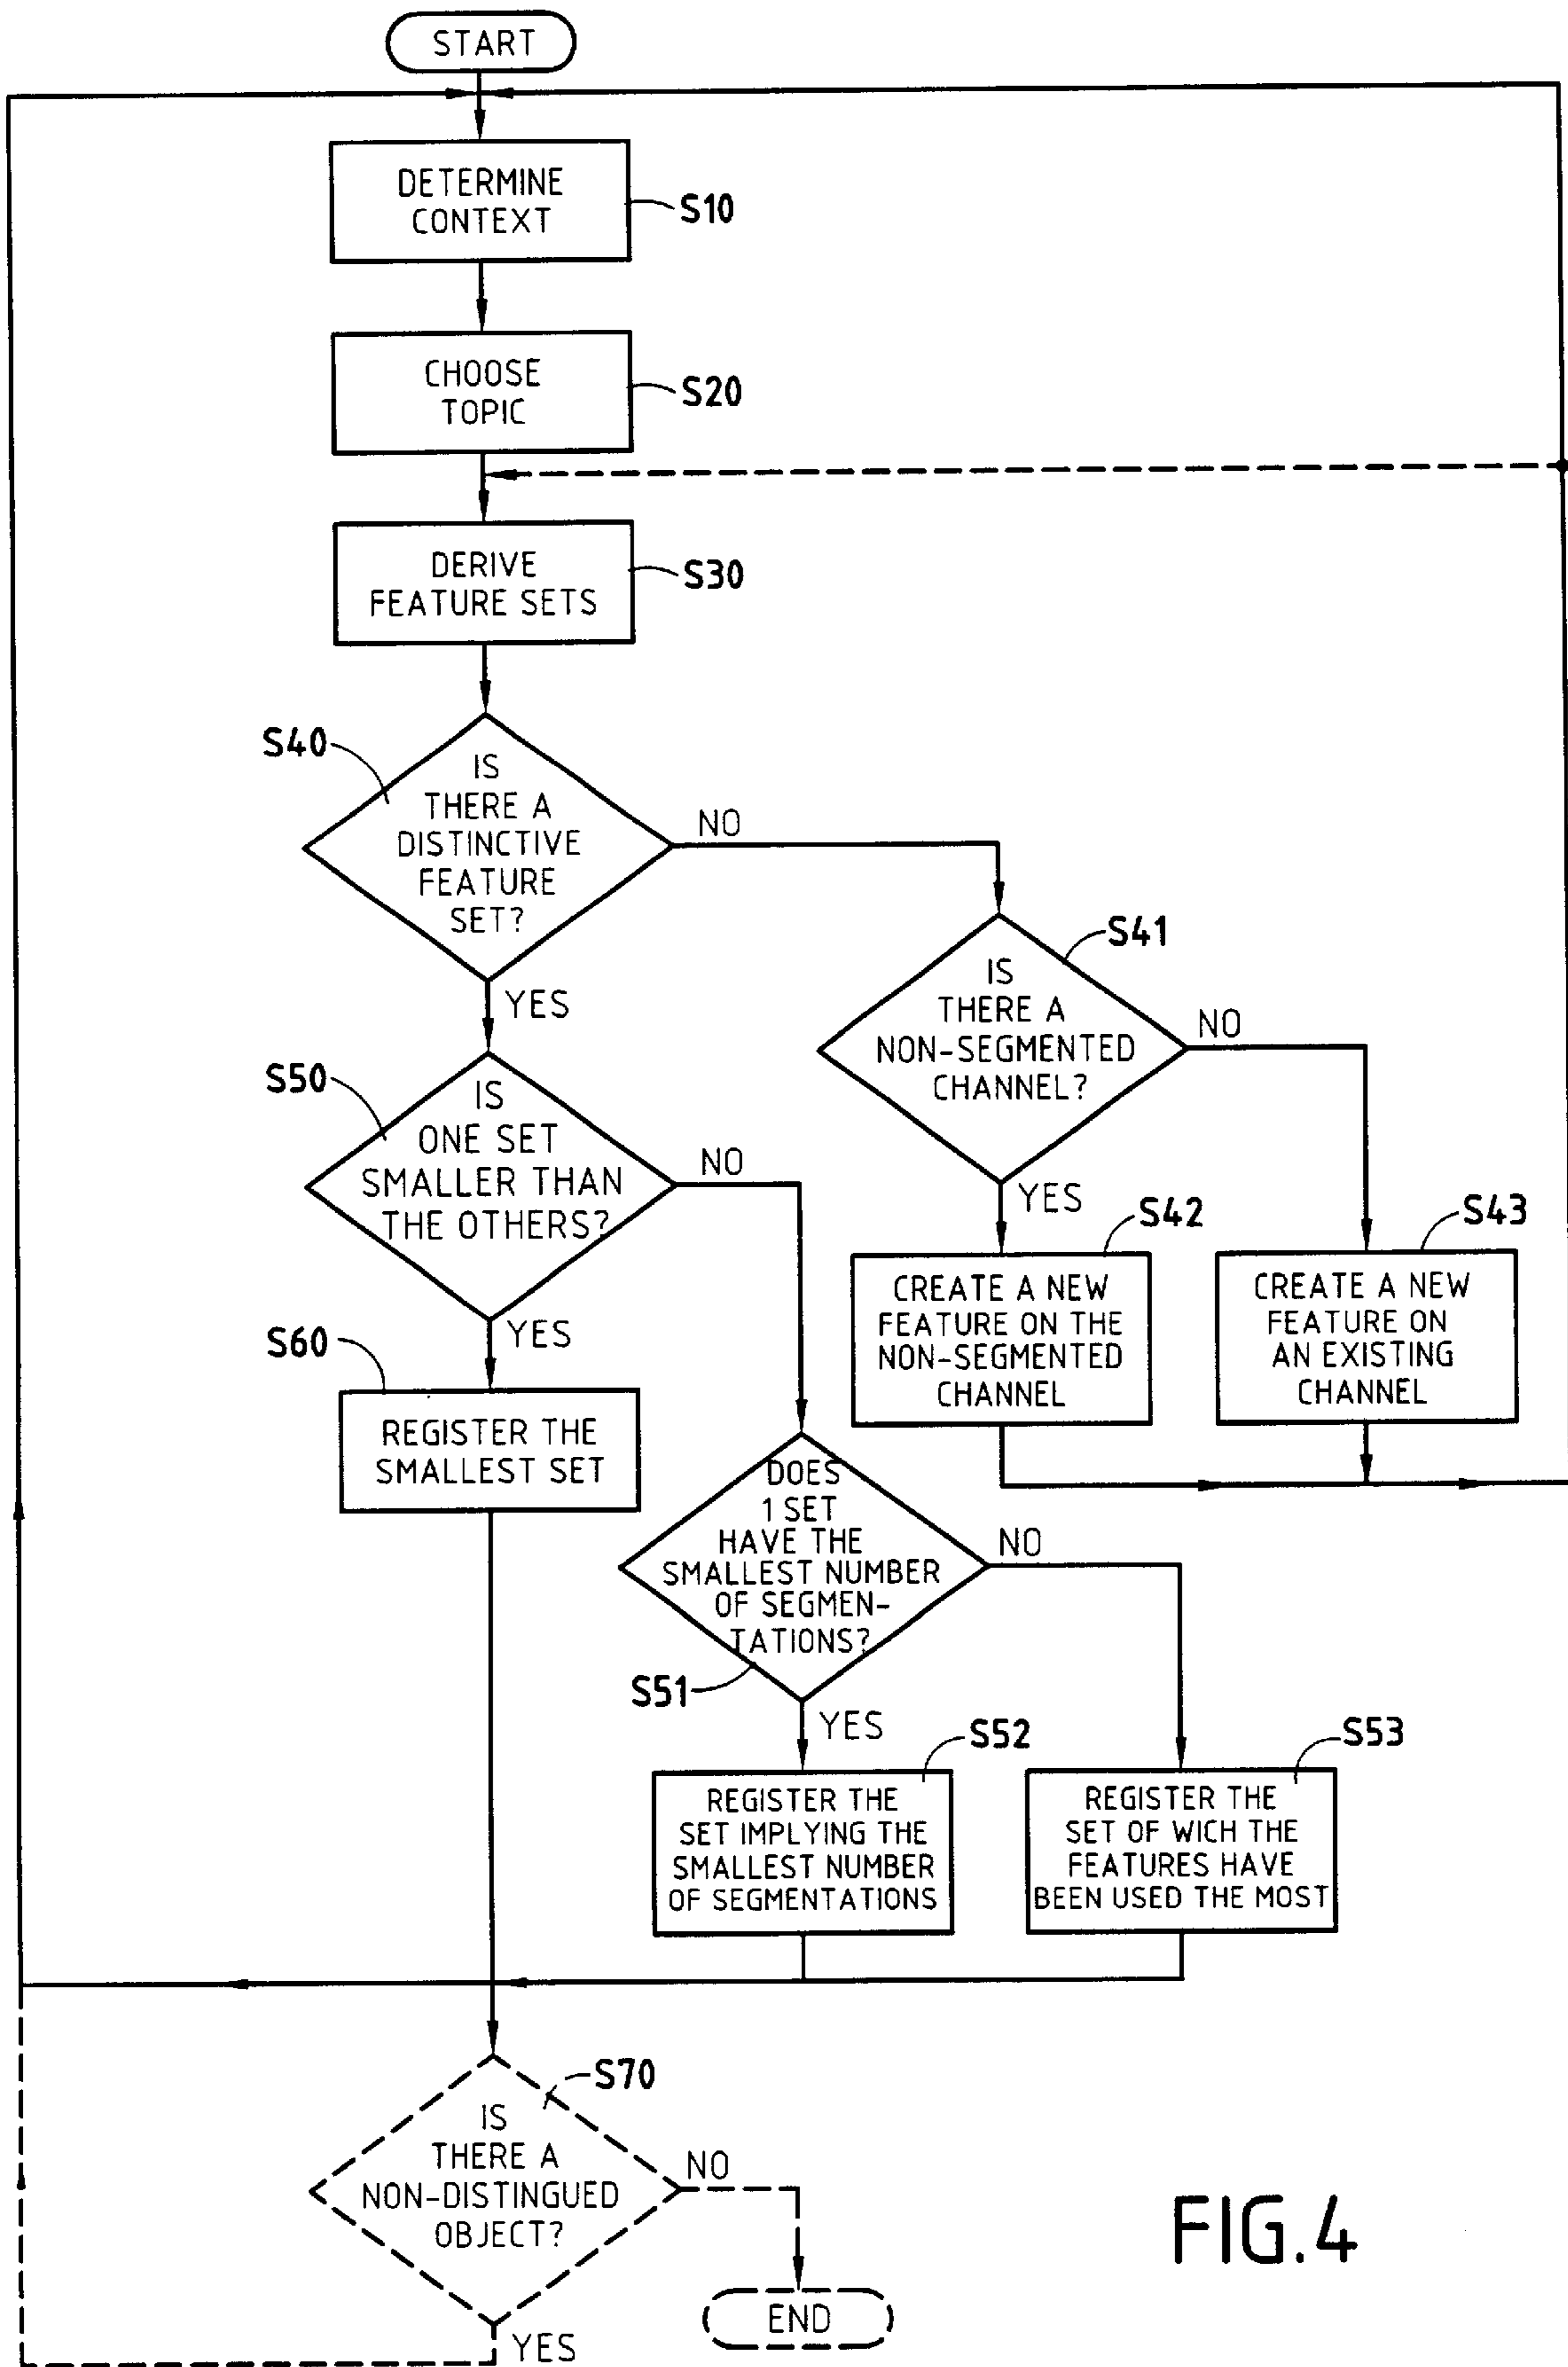 START
DETERMINE
CONTEXT
S10
CHOOSE
TOPIC
S20
DERIVE
FEATURE SETS
S30
S40
IS
THERE A
DISTINCTIVE
FEATURE
SET?
NO
YES
S41
IS
THERE A
NON-SEGMENTED
CHANNEL?
NO
YES
S50
IS
ONE SET
SMALLER THAN
THE OTHERS?
NO
YES
S42
CREATE A NEW
FEATURE ON THE
NON-SEGMENTED
CHANNEL
S43
CREATE A NEW
FEATURE ON
AN EXISTING
CHANNEL
S60
REGISTER THE
SMALLEST SET
DOES
1 SET
HAVE THE
SMALLEST NUMBER
OF SEGMEN-
TATIONS?
NO
S51
YES
S52
REGISTER THE
SET IMPLYING THE
SMALLEST NUMBER
OF SEGMENTATIONS
S53
REGISTER THE
SET OF WICH THE
FEATURES HAVE
BEEN USED THE MOST
S70
IS
THERE A
NON-DISTINGUED
OBJECT?
NO
YES
END
FIG.4